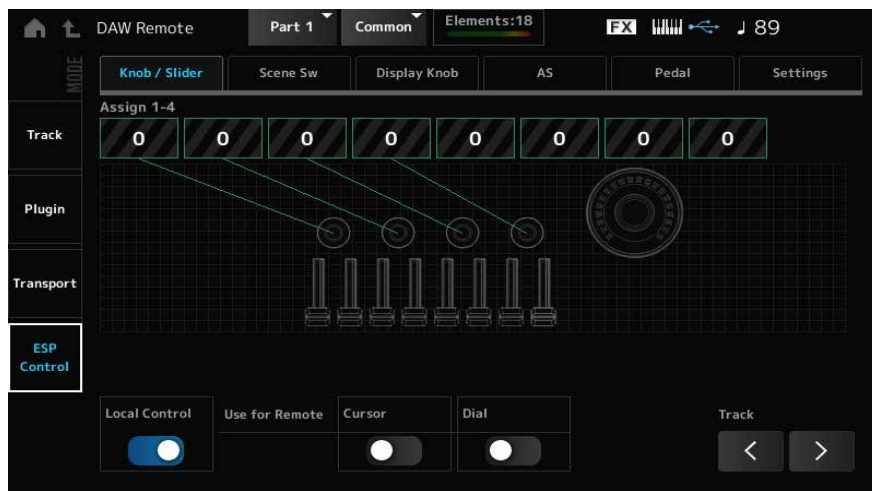 DAW Remote
Part 1
Common
Elements:18
FX
89
MODE
Knob / Slider
Scene Sw
Display Knob
AS
Pedal
Settings
Assign 1-4
Track
0 0 0 0 0 0 0 0
Plugin
Transport
ESP
Control
Local Control
Use for Remote
Cursor
Dial
Track